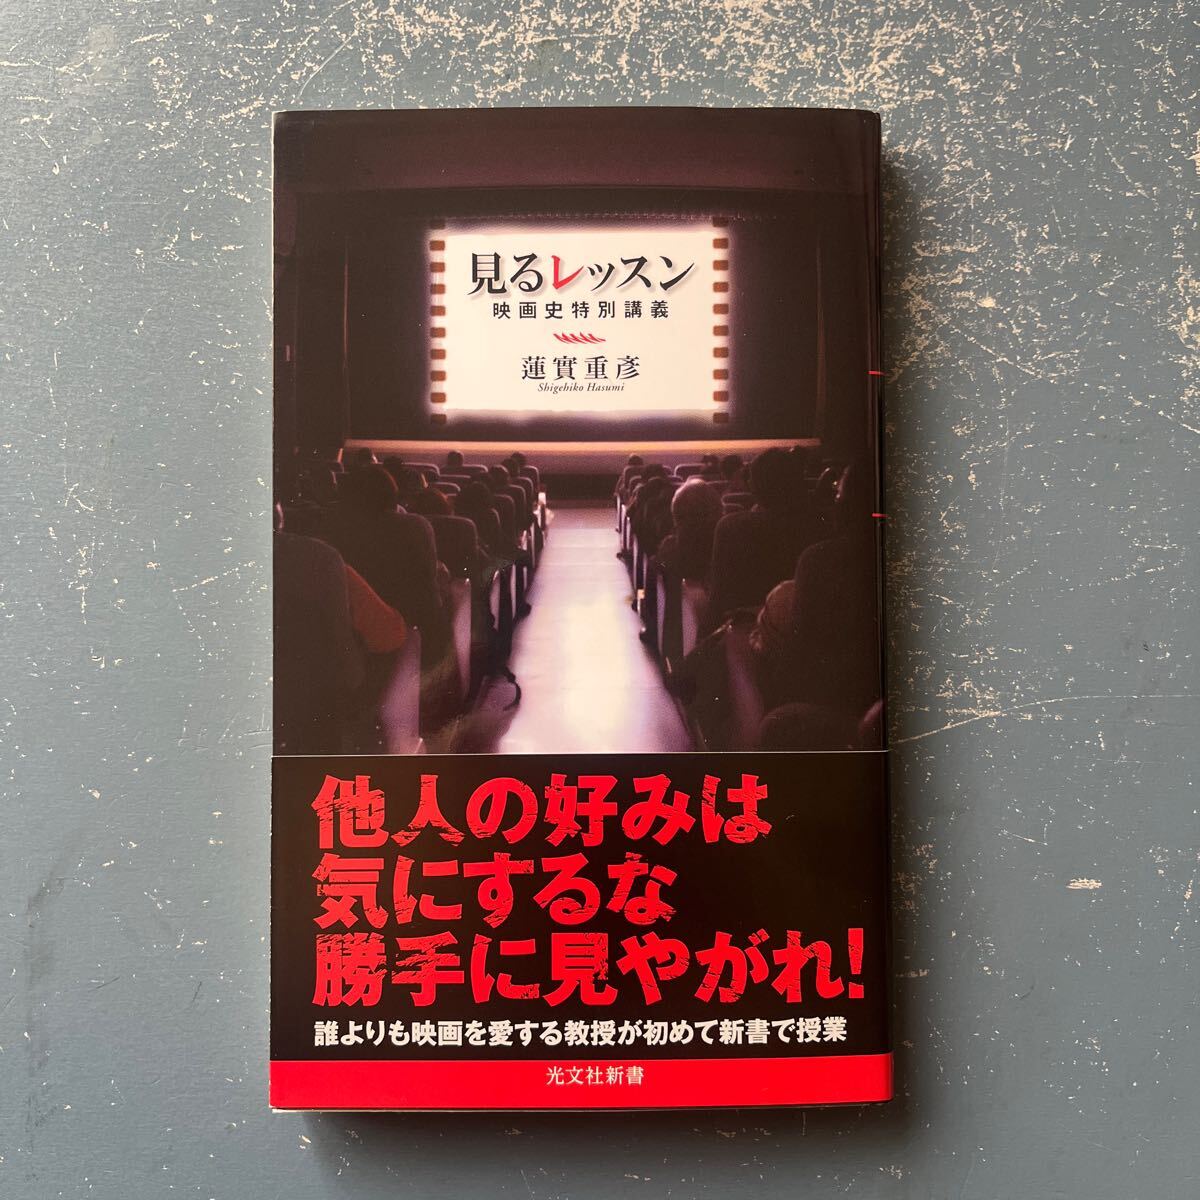 見るレッスン
映画史特別講義
蓮實重彦
Shigehiko Hasumi
他人の好みは
気にするな
勝手に見やがれ!
誰よりも映画を愛する教授が初めて新書で授業
光文社新書